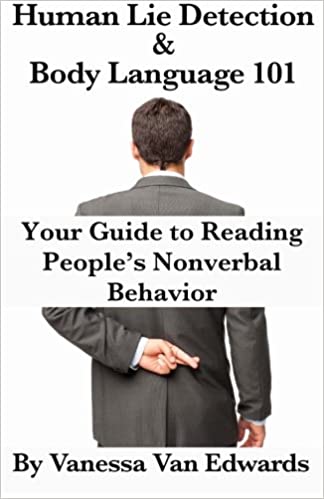 Human Lie Detection
&
Body Language 101
Your Guide to Reading
People's Nonverbal
Behavior
By Vanessa Van Edwards